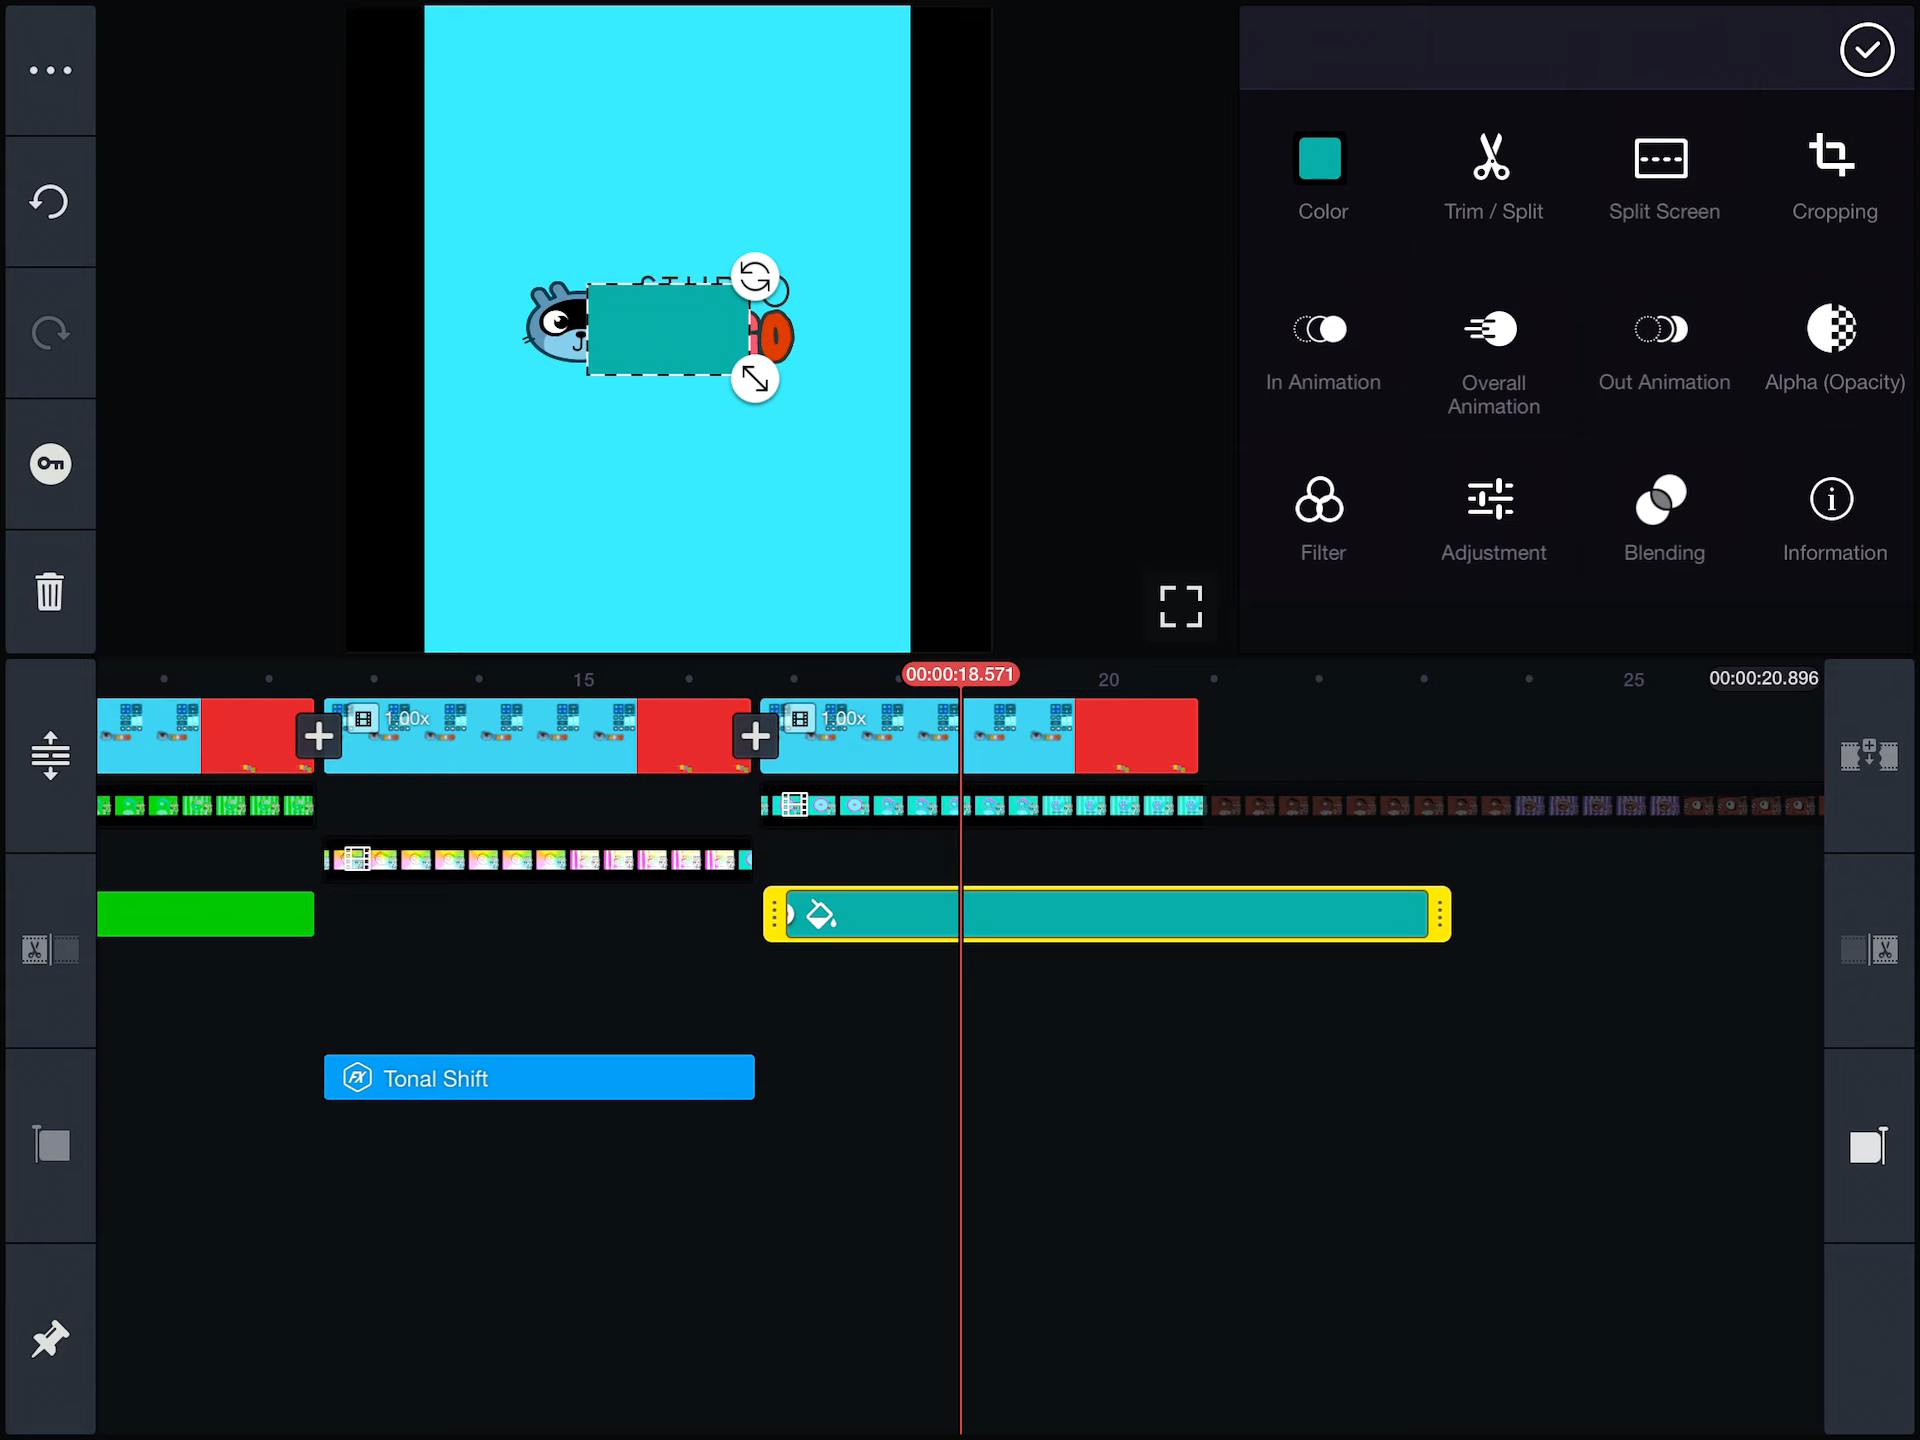 Color
Trim / Split
Split Screen
Cropping
In Animation
Overall
Animation
Out Animation
Alpha (Opacity)
Filter
Adjustment
Blending
Information
15
00:00:18.571
20
25
00:00:20.896
1.00x
1.00x
Tonal Shift